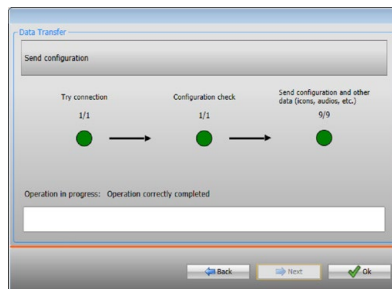 Data Transfer
Send configuration
Try connection
Configuration check
Send configuration and other
data (icons, audios, etc.)
1/1
1/1
9/9
Operation in progress: Operation correctly completed
Back
Next
Ok